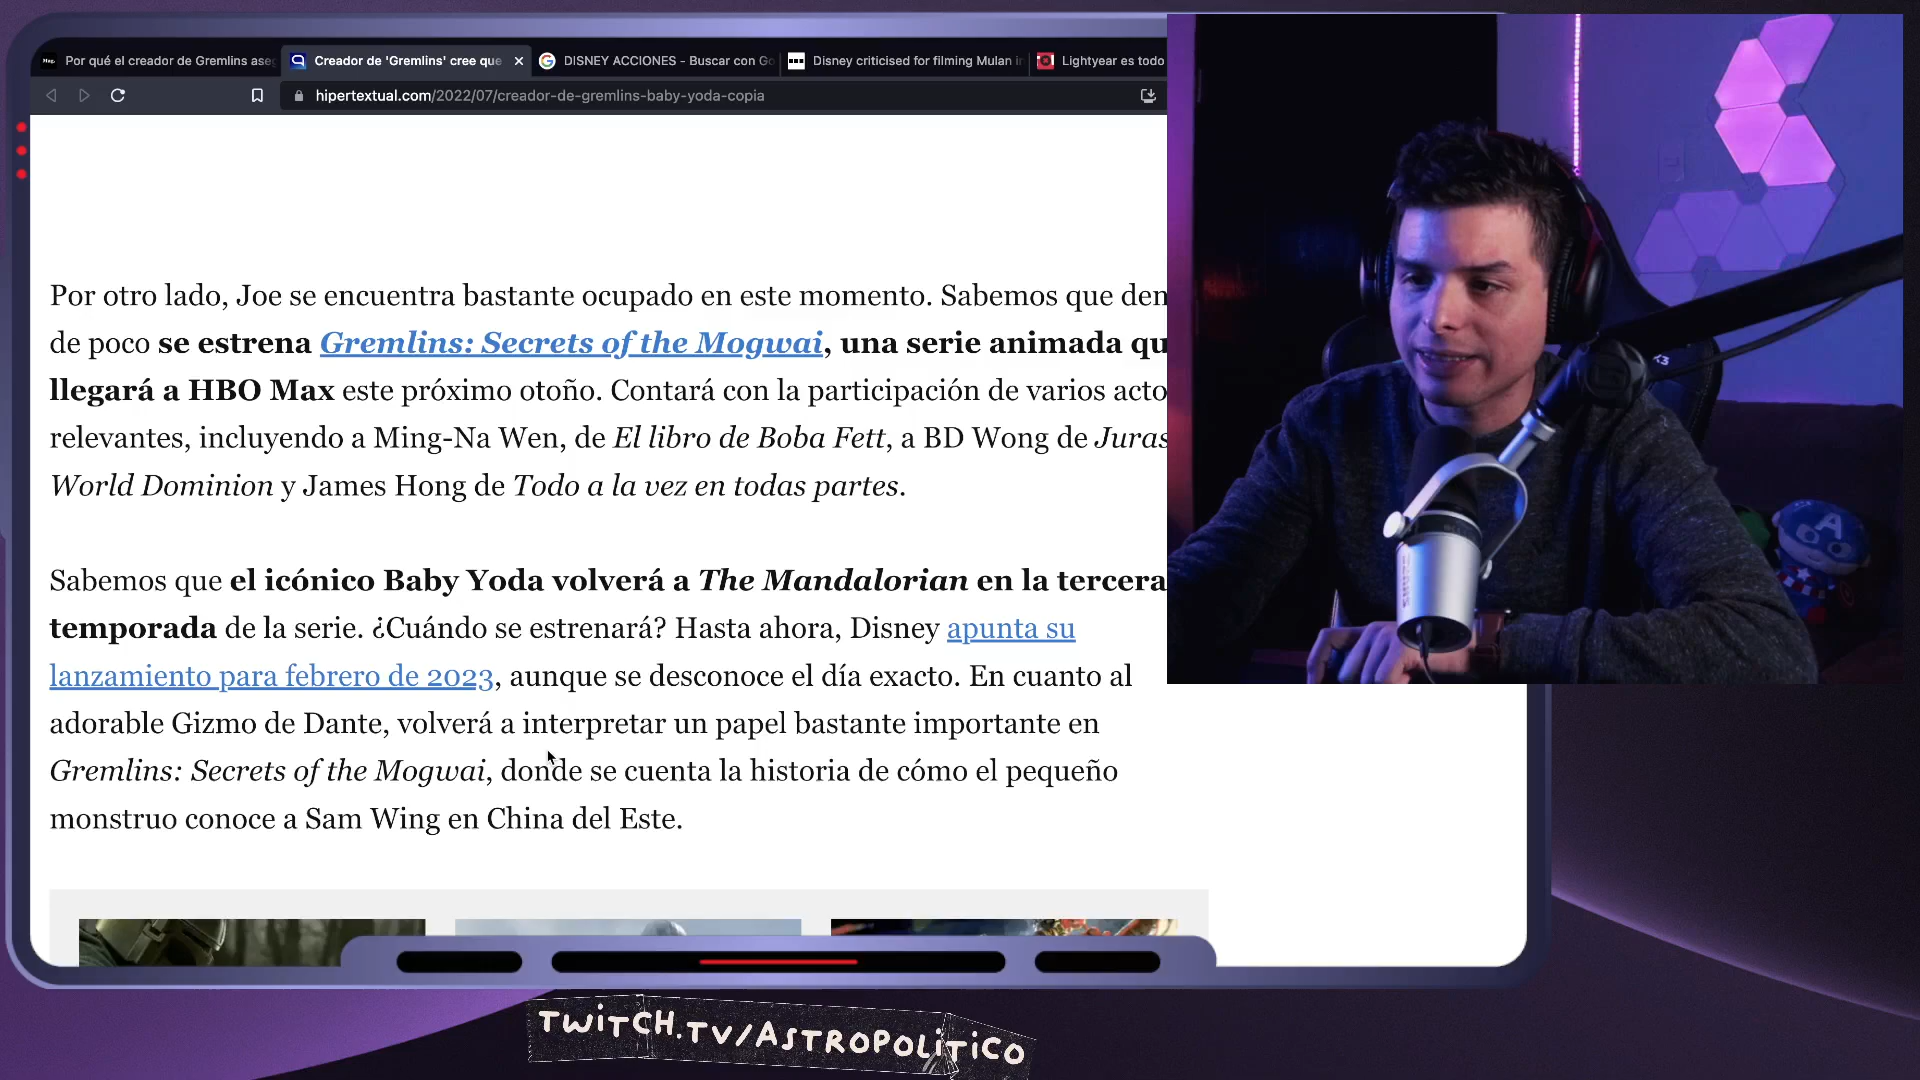 Por qué el creador de Gremlins ase
Creador de 'Gremlins' cree que
DISNEY ACCIONES - Buscar con Go
Disney criticised for filming Mulan in
Lightyear es todo
hipertextual.com/2022/07/creador-de-gremlins-baby-yoda-copia
Por otro lado, Joe se encuentra bastante ocupado en este momento. Sabemos que den
de poco se estrena Gremlins: Secrets of the Mogwai, una serie animada qu
llegará a HBO Max este próximo otoño. Contará con la participación de varios acto
relevantes, incluyendo a Ming-Na Wen, de El libro de Boba Fett, a BD Wong de Juras
World Dominion y James Hong de Todo a la vez en todas partes.
Sabemos que el icónico Baby Yoda volverá a The Mandalorian en la tercera
temporada de la serie. ¿Cuándo se estrenará? Hasta ahora, Disney apunta su
lanzamiento para febrero de 2023, aunque se desconoce el día exacto. En cuanto al
adorable Gizmo de Dante, volverá a interpretar un papel bastante importante en
Gremlins: Secrets of the Mogwai, donde se cuenta la historia de cómo el pequeño
monstruo conoce a Sam Wing en China del Este.
SHURE
A
TWiTCH.TV/ASTROPOLiTiCO